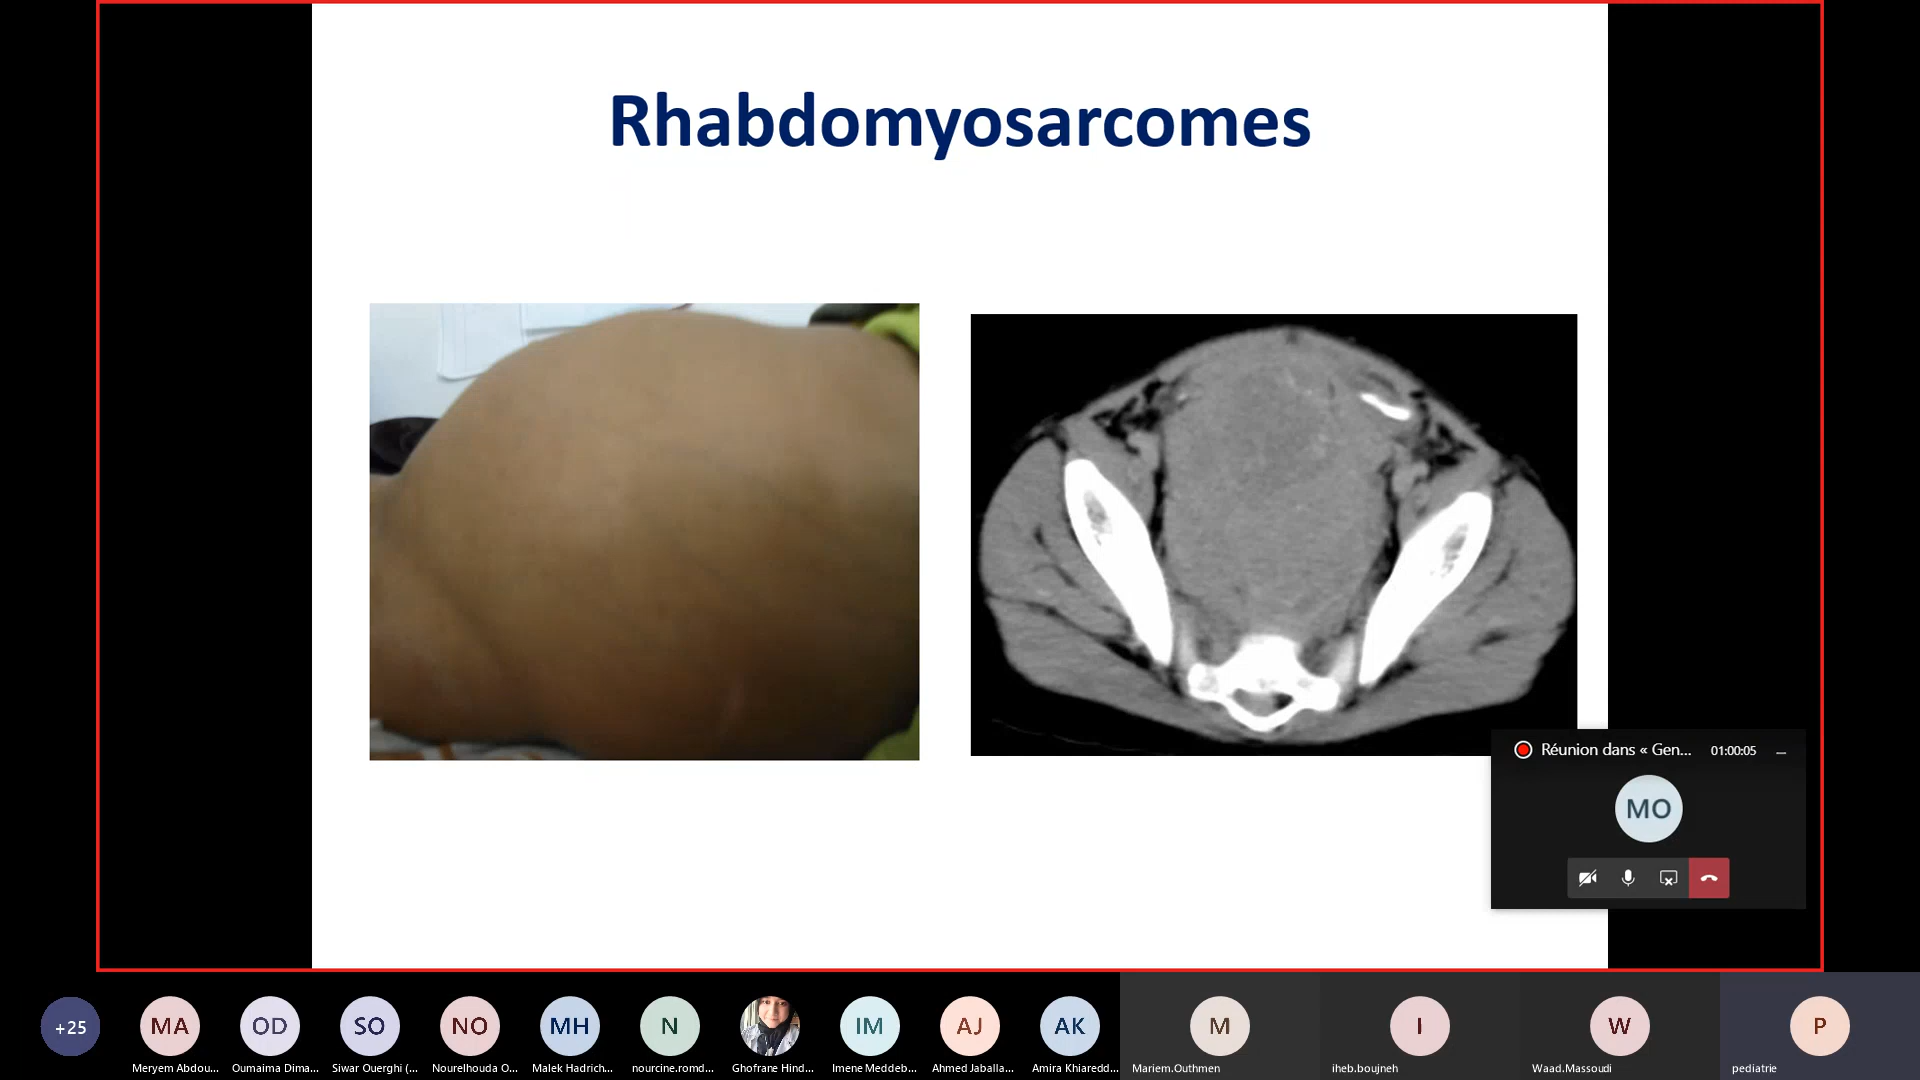 Rhabdomyosarcomes
Réunion dans « Gen...
01:00:05
MO
+25
MA
OD
SO
NO
MH
N
IM
AJ
AK
M
I
W
P
Meryem Abdou...
Oumaima Dima...
Siwar Ouerghi (...
Nourelhouda O...
Malek Hadrich...
nourcine.romd...
Ghofrane Hind...
Imene Meddeb...
Ahmed Jaballa...
Amira Khiaredd...
Mariem.Outhmen
iheb.boujneh
Waad.Massoudi
pediatrie